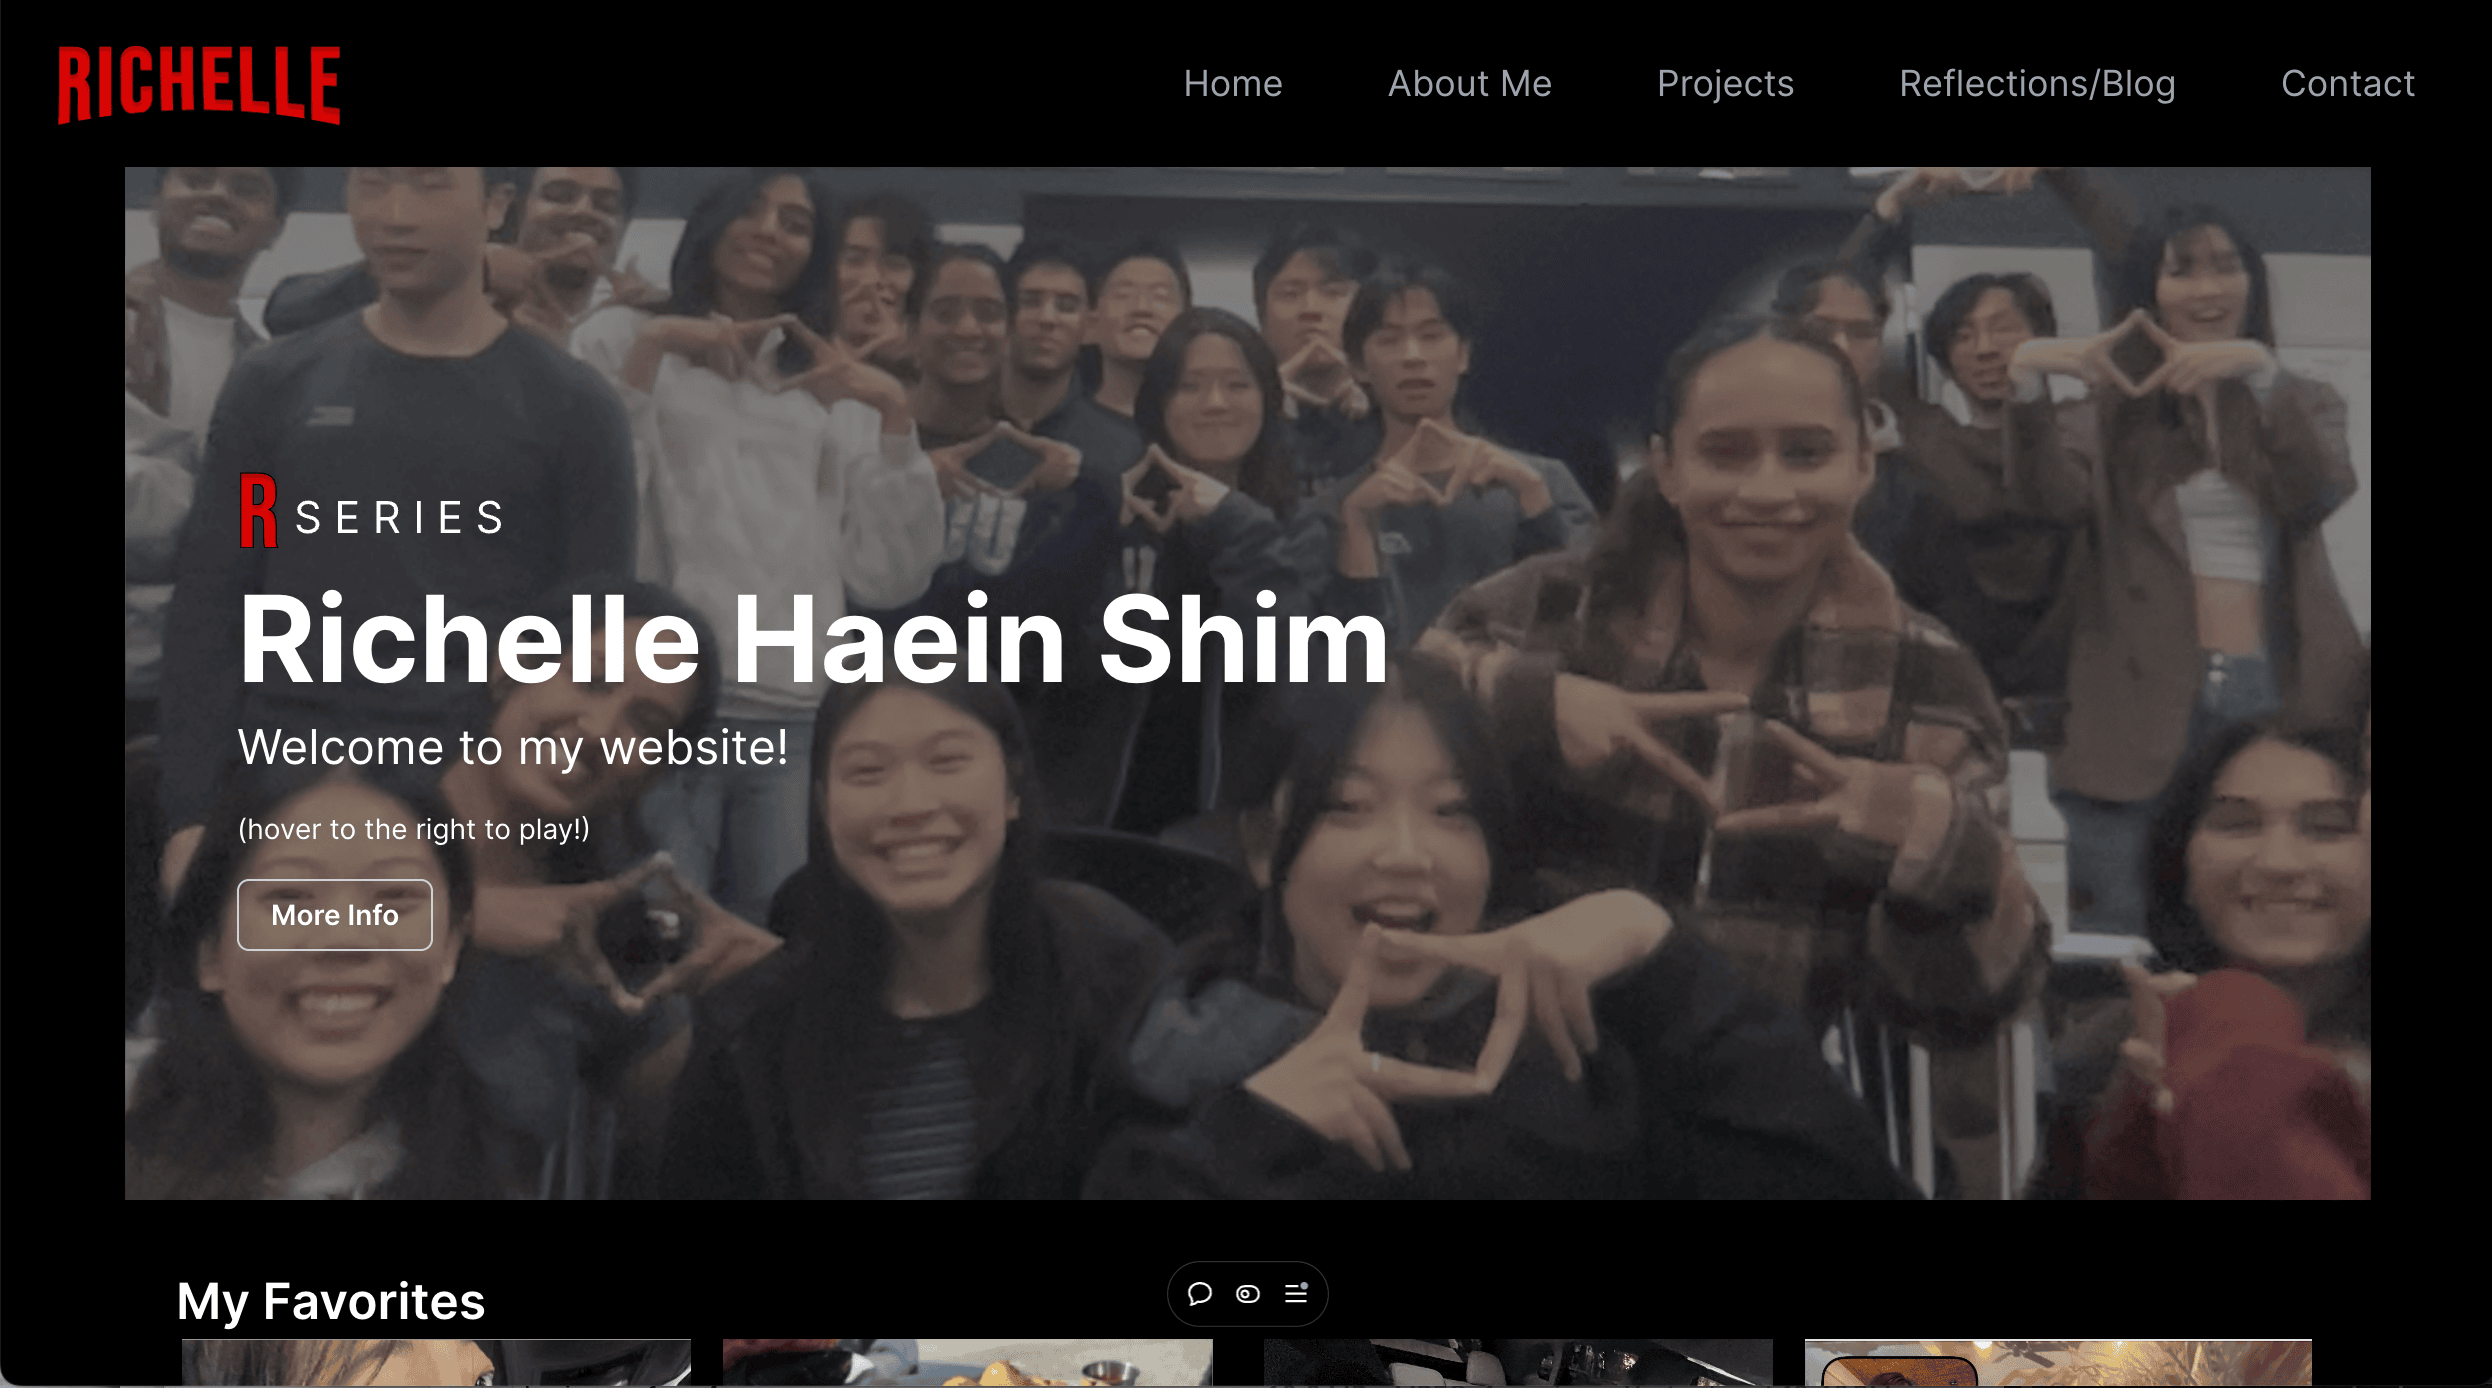 RICHELLE
Home About Me Projects Reflections/Blog Contact
R SERIES
Richelle Haein Shim
Welcome to my website!
(hover to the right to play!)
More Info
My Favorites